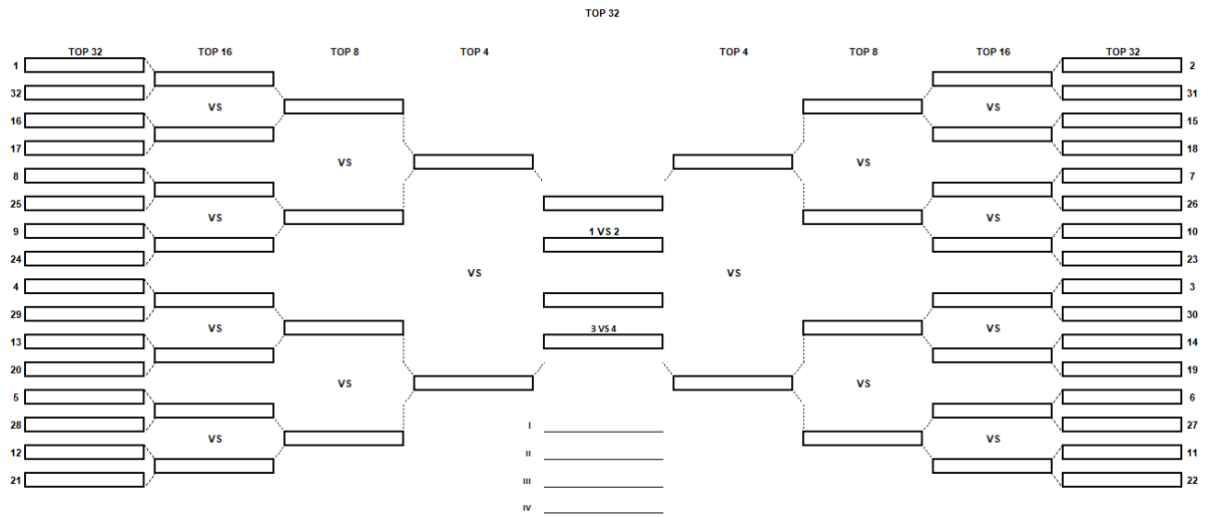 TOP 32
TOP 32 TOP 16 TOP 8 TOP 4 TOP 4 TOP 8 TOP 16 TOP 32
1 2
32 VS VS 31
16 15
17 18
VS VS
8 7
25 26
VS VS
9 10
1 VS 2
24 23
VS VS
4 3
29 30
VS 3 VS 4 VS
13 14
20 19
VS VS
5 6
28 27
I
VS VS
12 11
II
21 22
III
IV